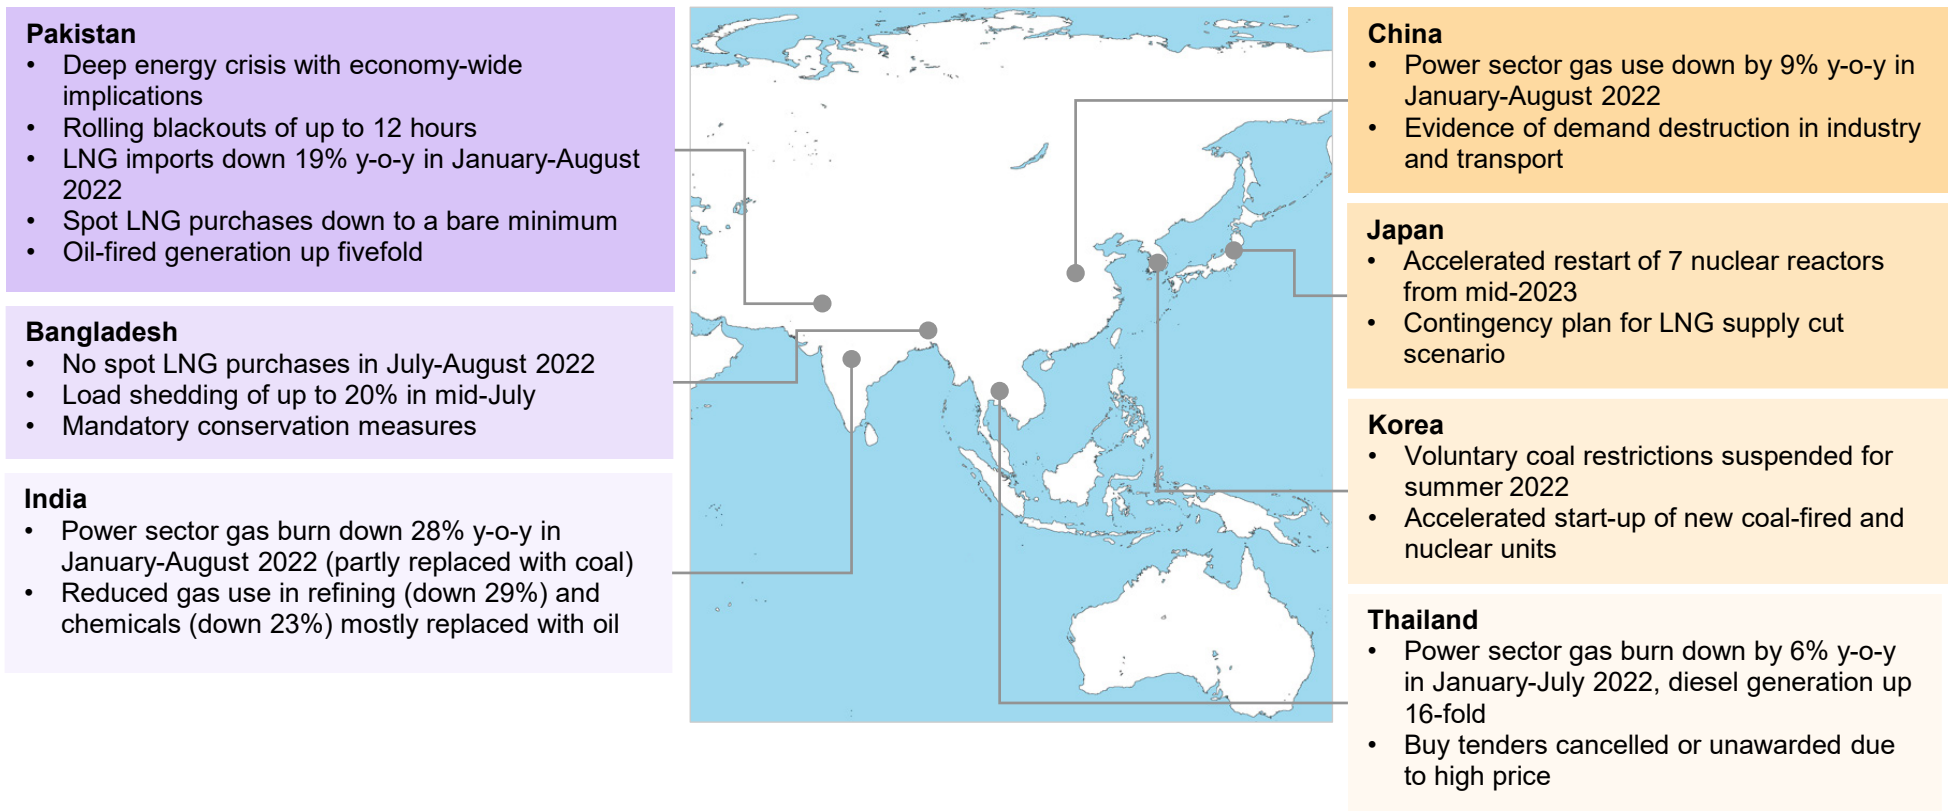 Pakistan
• Deep energy crisis with economy-wide
implications
• Rolling blackouts of up to 12 hours
• LNG imports down 19% y-o-y in January-August
2022
• Spot LNG purchases down to a bare minimum
• Oil-fired generation up fivefold
Bangladesh
• No spot LNG purchases in July-August 2022
• Load shedding of up to 20% in mid-July
• Mandatory conservation measures
India
• Power sector gas burn down 28% y-o-y in
January-August 2022 (partly replaced with coal)
• Reduced gas use in refining (down 29%) and
chemicals (down 23%) mostly replaced with oil
China
• Power sector gas use down by 9% y-o-y in
January-August 2022
• Evidence of demand destruction in industry
and transport
Japan
• Accelerated restart of 7 nuclear reactors
from mid-2023
• Contingency plan for LNG supply cut
scenario
Korea
• Voluntary coal restrictions suspended for
summer 2022
• Accelerated start-up of new coal-fired and
nuclear units
Thailand
• Power sector gas burn down by 6% y-o-y
in January-July 2022, diesel generation up
16-fold
• Buy tenders cancelled or unawarded due
to high price